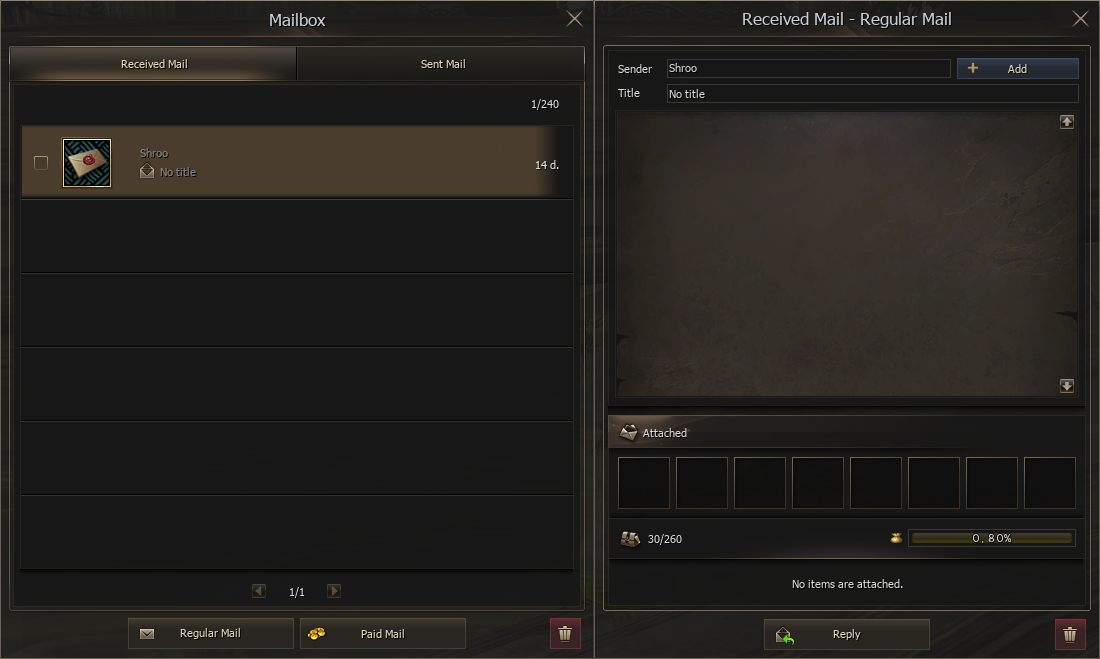 Mailbox
Received Mail
Sent Mail
1/240
Shroo
No title
14 d.
1/1
Regular Mail
Paid Mail
Received Mail - Regular Mail
Sender
Shroo
Add
Title
No title
Attached
30/260
0.80%
No items are attached.
Reply